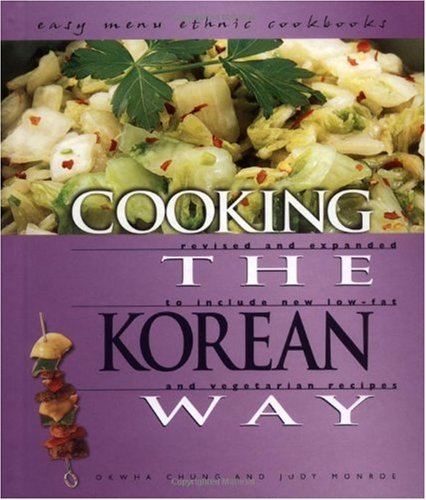 easy menu ethnic cookbooks
COOKING
revised and expanded
THE
to include new low-fat
KOREAN
and vegetarian recipes
WAY
OKWHA CHUNG AND JUDY MONROE